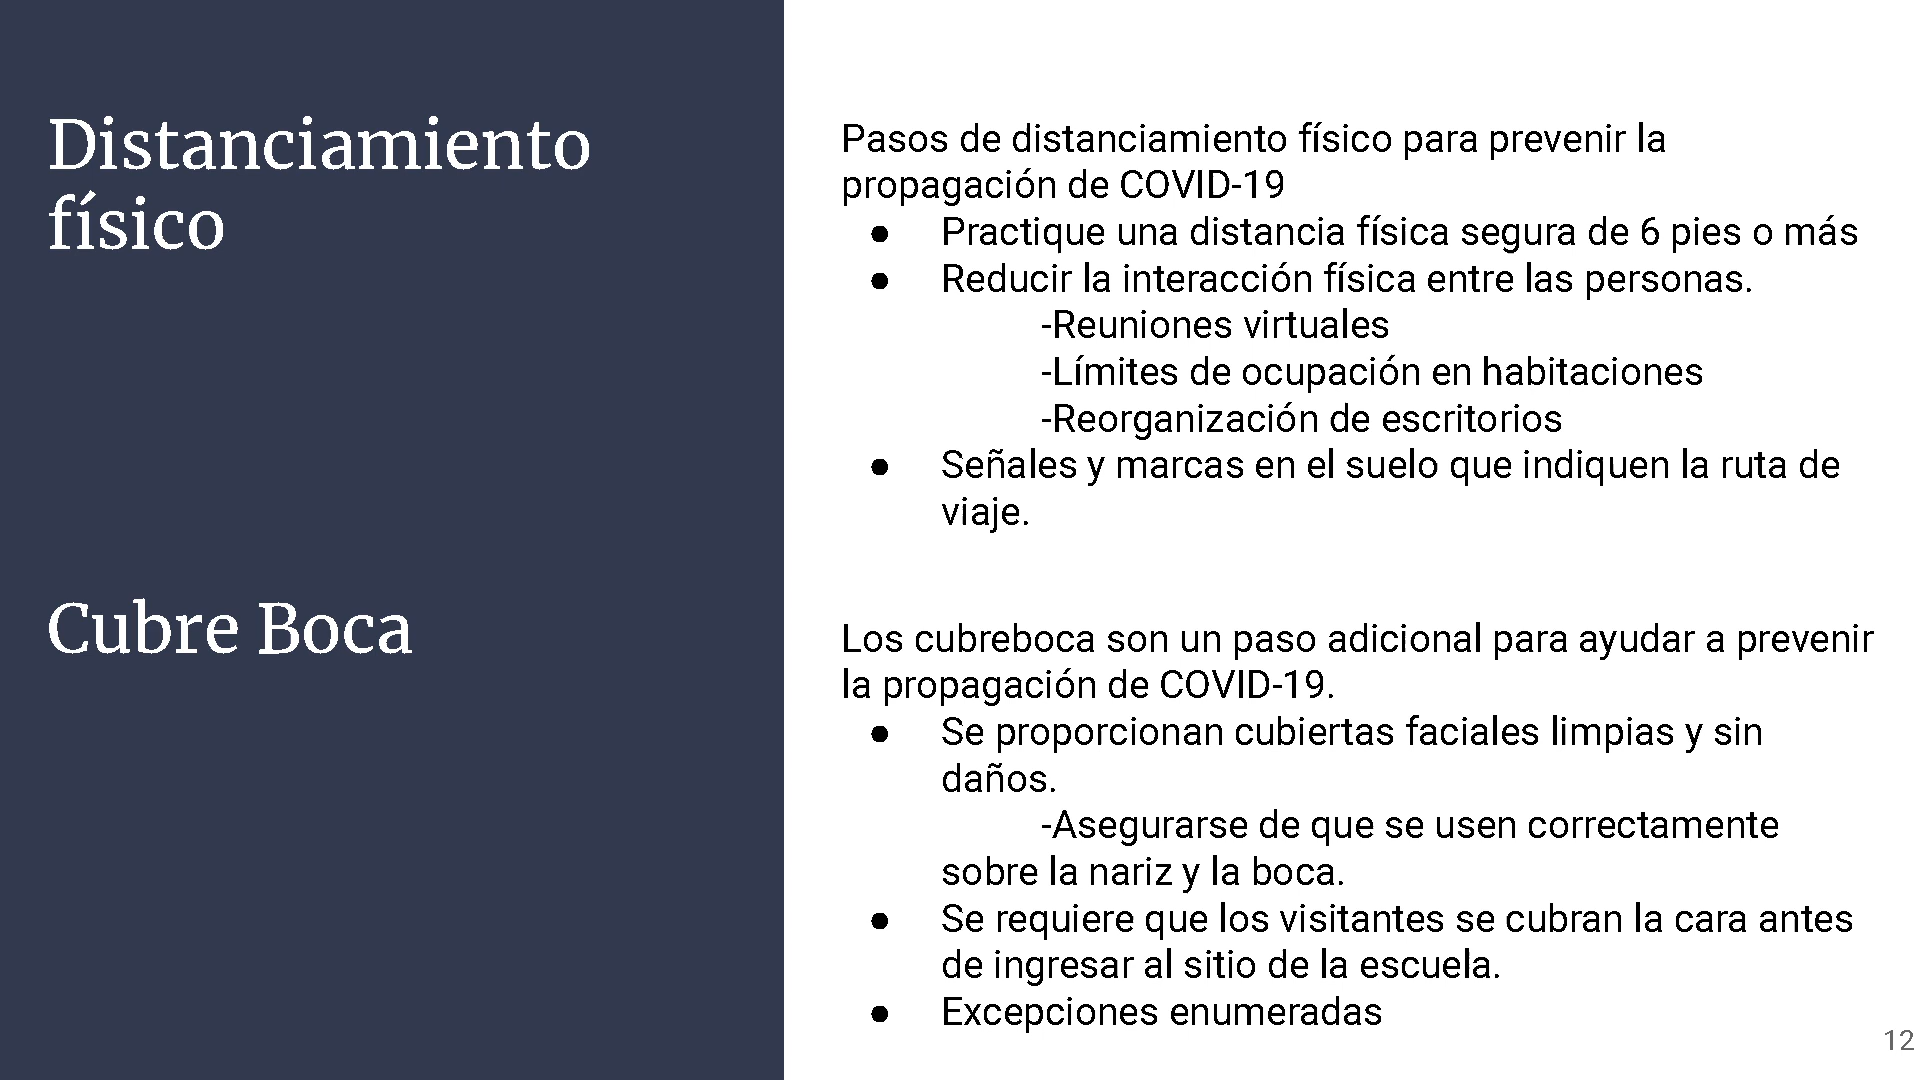 Distanciamiento
físico
Pasos de distanciamiento físico para prevenir la
propagación de COVID-19
● Practique una distancia física segura de 6 pies o más
● Reducir la interacción física entre las personas.
-Reuniones virtuales
-Límites de ocupación en habitaciones
-Reorganización de escritorios
● Señales y marcas en el suelo que indiquen la ruta de
viaje.
Cubre Boca
Los cubreboca son un paso adicional para ayudar a prevenir
la propagación de COVID-19.
● Se proporcionan cubiertas faciales limpias y sin
daños.
-Asegurarse de que se usen correctamente
sobre la nariz y la boca.
● Se requiere que los visitantes se cubran la cara antes
de ingresar al sitio de la escuela.
● Excepciones enumeradas
12